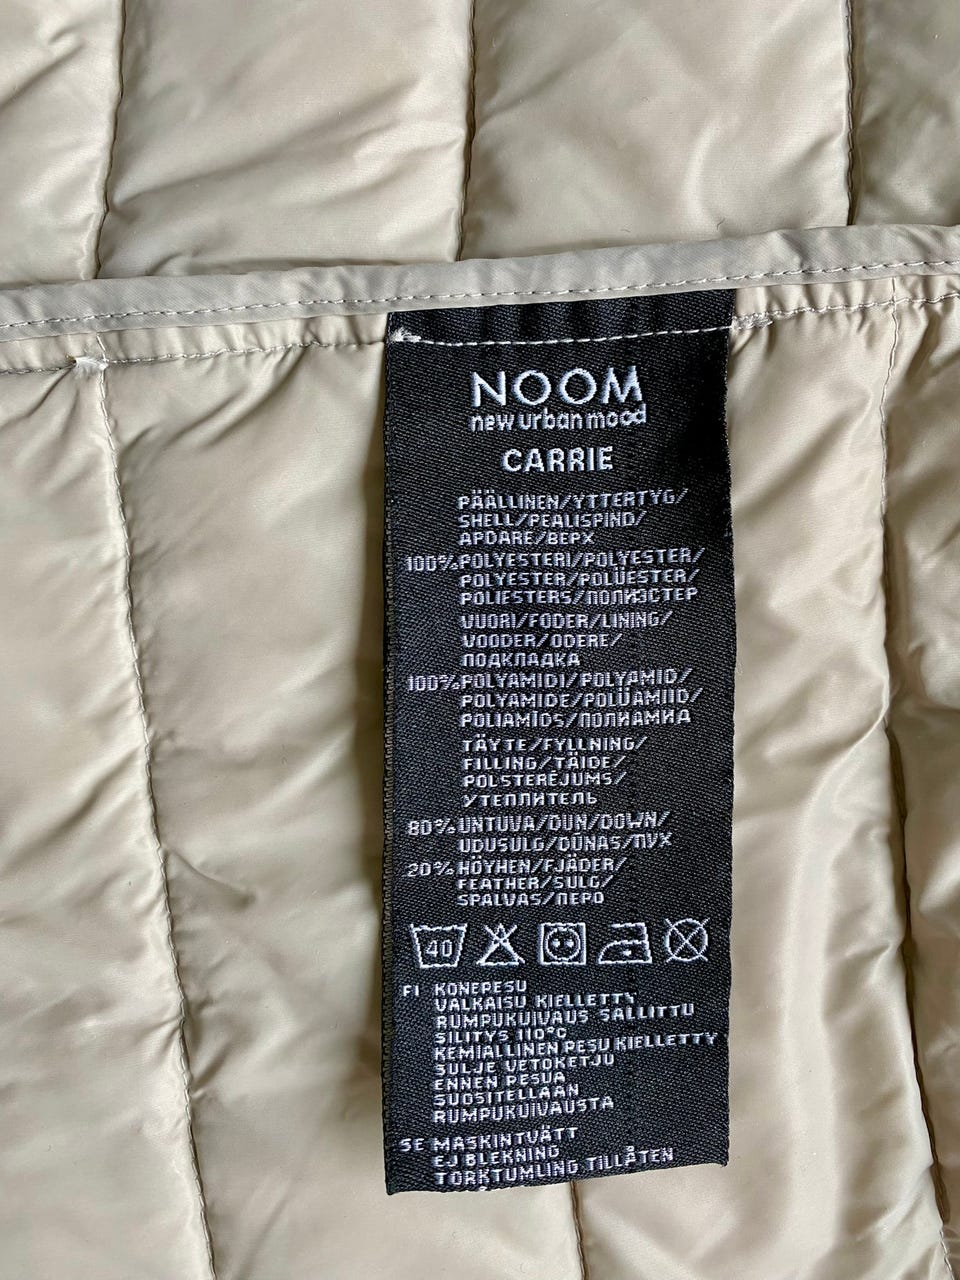 NOOM
new urban mood
CARRIE
PÄÄLLINEN/YTTERTYG/
SHELL/PEALISPIND/
APDARE/ВЕРХ
100% POLYESTERI/POLYESTER/
POLYESTER/POLÜESTER/
POLIESTERS/ПОЛИЭСТЕР
VUORI/FODER/LINING/
VOODER/ODERE/
ПОДКЛАДКА
100% POLYAMIDI/POLYAMID/
POLYAMIDE/POLÜAMIID/
POLIAMĪDS/ПОЛИАМИД
TÄYTE/FYLLNING/
FILLING/TÄIDE/
POLSTERĒJUMS/
УТЕПЛИТЕЛЬ
80% UNTUVA/DUN/DOWN/
UDUSULG/DŪNAS/ПУХ
20% HÖYHEN/FJÄDER/
FEATHER/SULG/
SPALVAS/ПЕРО
40
FI KONEPESU
VALKAISU KIELLETTY
RUMPUKUIVAUS SALLITTU
SILITYS 110°C
KEMIALLINEN PESU KIELLETTY
SULJE VETOKETJU
ENNEN PESUA
SUOSITELLAAN
RUMPUKUIVAUSTA
SE MASKINTVÄTT
EJ BLEKNING
TORKTUMLING TILLÅTEN